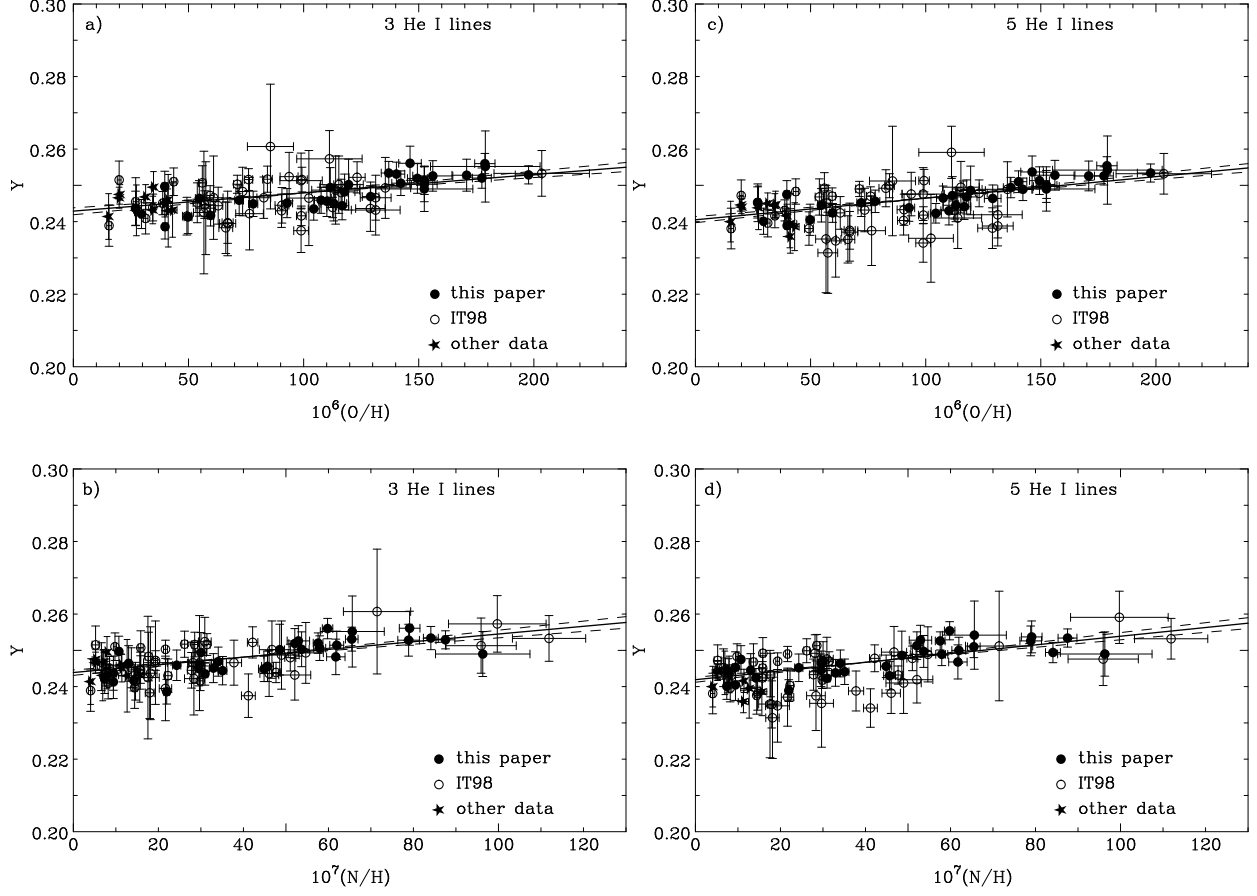 a) 3 He I lines
0.30
0.28
0.26
0.24
0.22
0.20
Y
this paper
IT98
other data
0 50 100 150 200
10⁶(O/H)
c) 5 He I lines
0.30
0.28
0.26
0.24
0.22
0.20
Y
this paper
IT98
other data
0 50 100 150 200
10⁶(O/H)
b) 3 He I lines
0.30
0.28
0.26
0.24
0.22
0.20
Y
this paper
IT98
other data
0 20 40 60 80 100 120
10⁷(N/H)
d) 5 He I lines
0.30
0.28
0.26
0.24
0.22
0.20
Y
this paper
IT98
other data
0 20 40 60 80 100 120
10⁷(N/H)